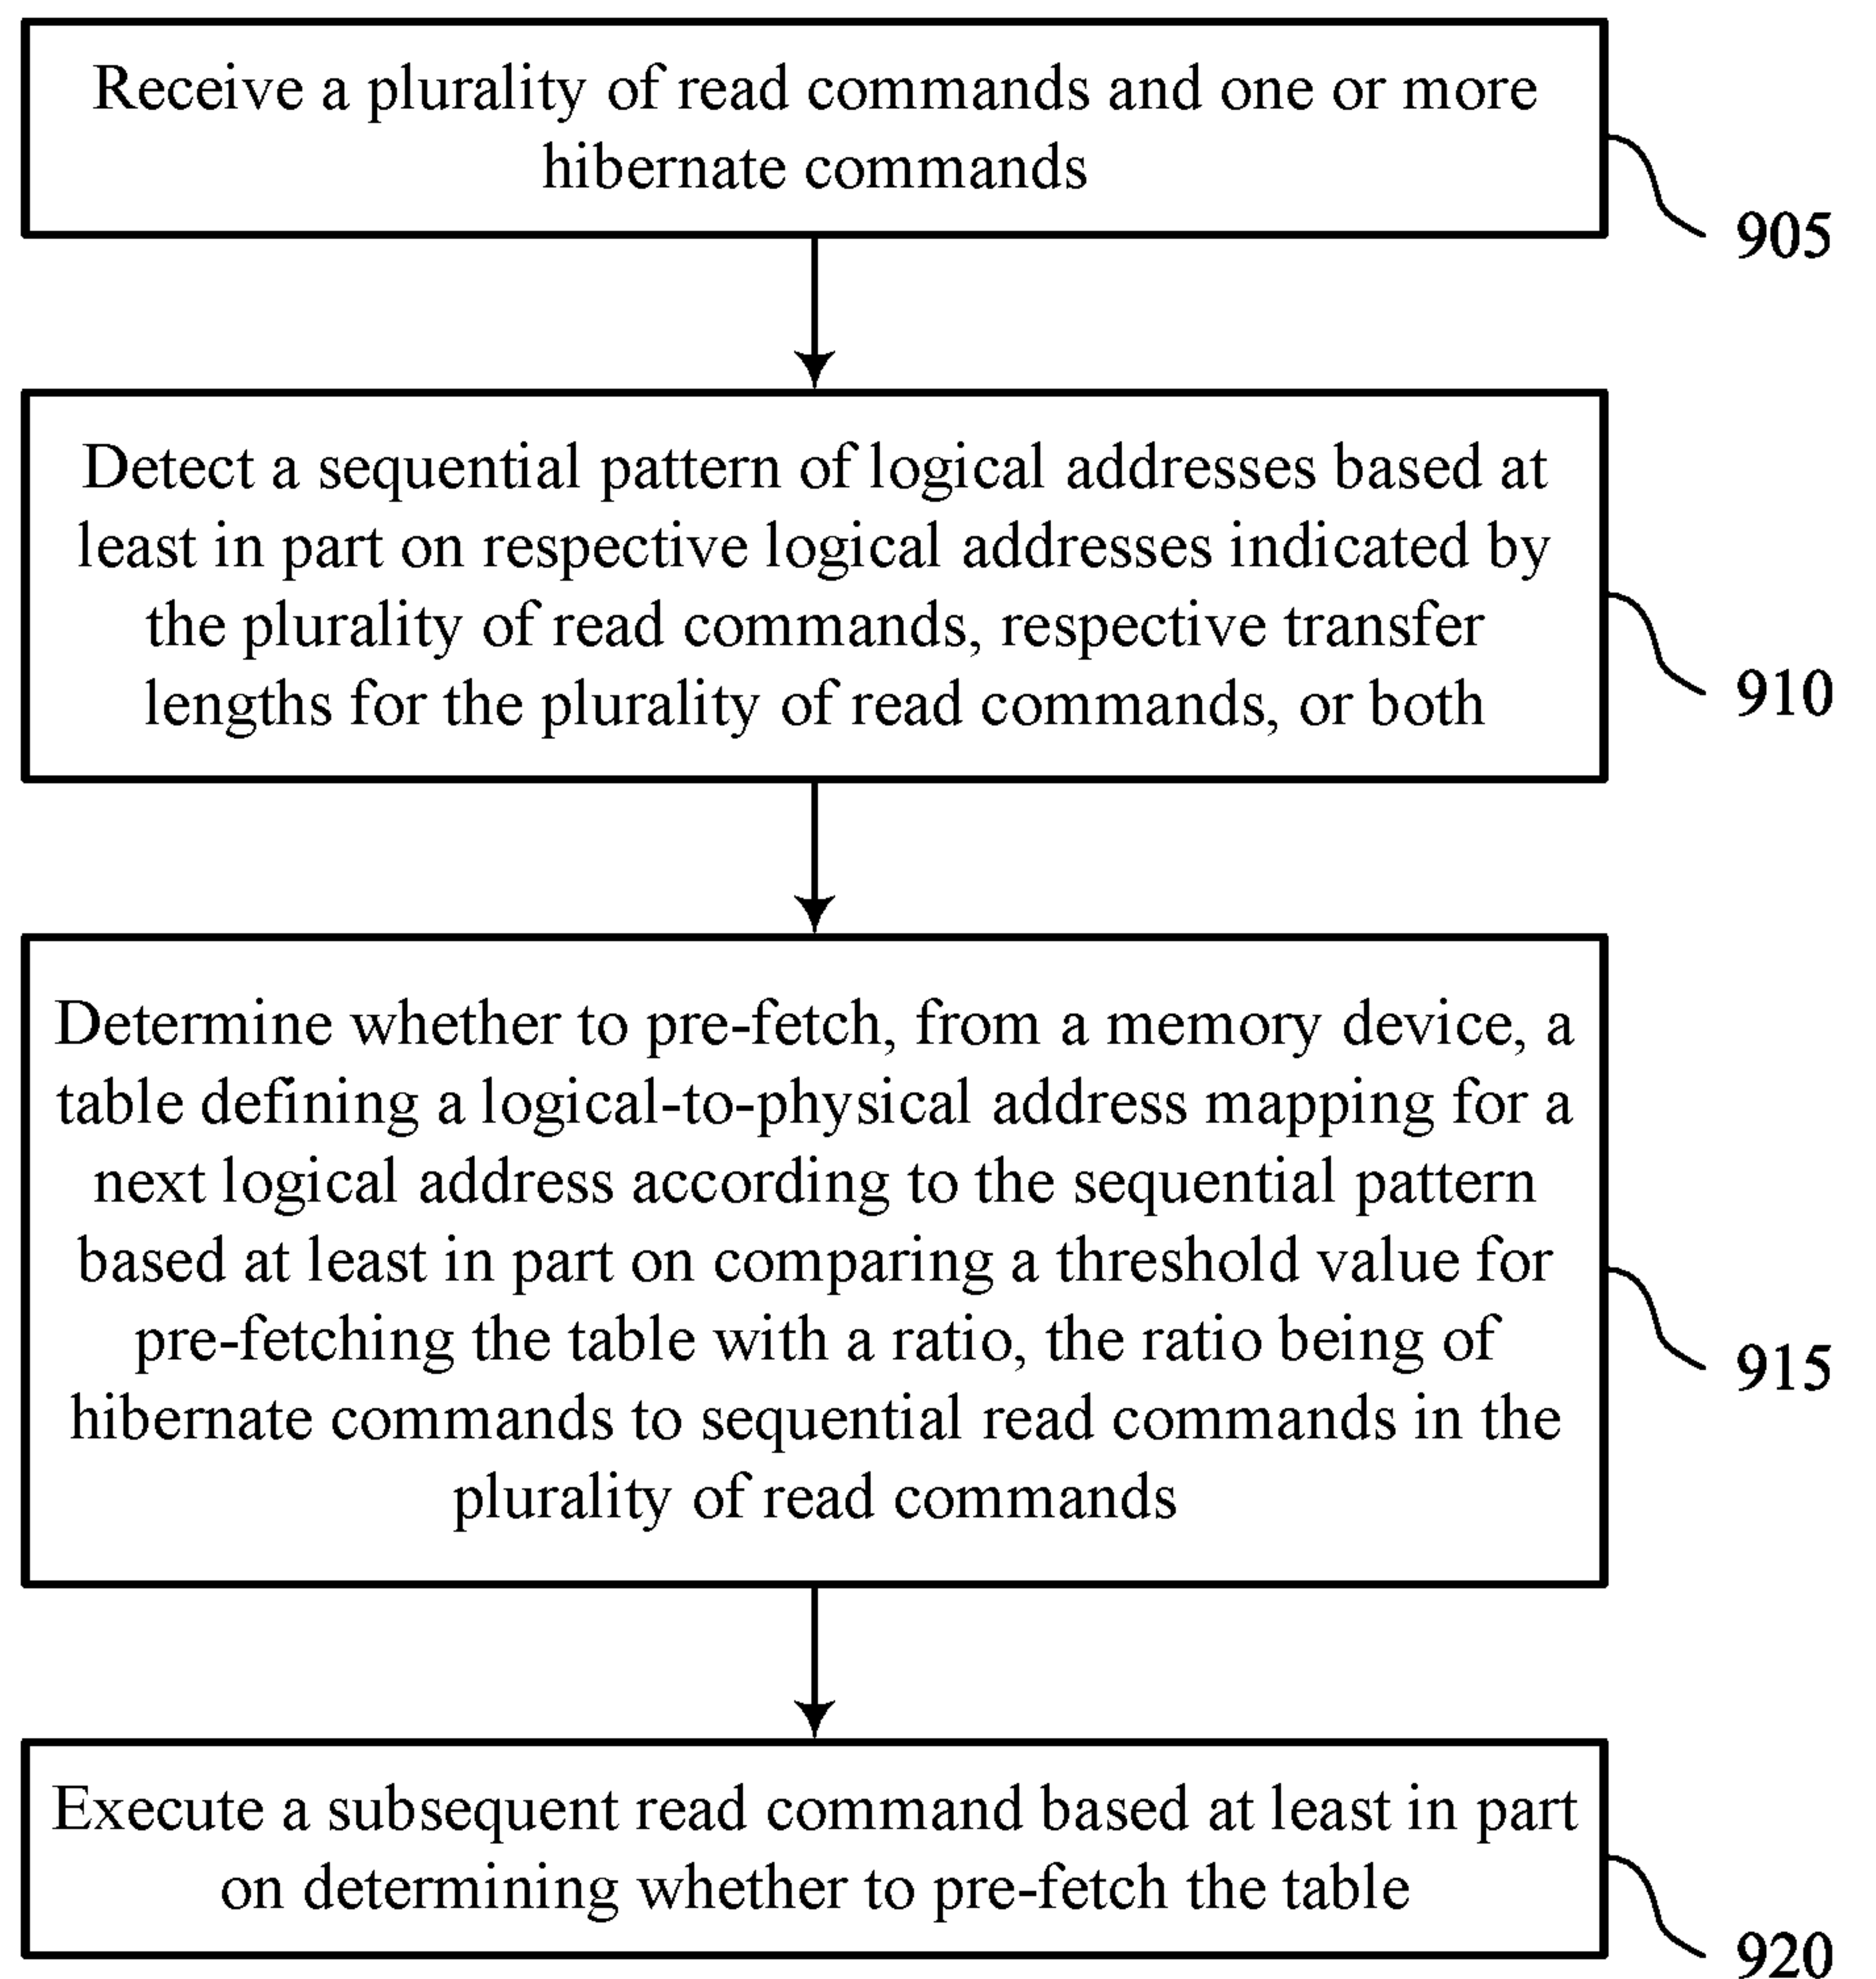 Receive a plurality of read commands and one or more
hibernate commands
905
Detect a sequential pattern of logical addresses based at
least in part on respective logical addresses indicated by
the plurality of read commands, respective transfer
lengths for the plurality of read commands, or both
910
Determine whether to pre-fetch, from a memory device, a
table defining a logical-to-physical address mapping for a
next logical address according to the sequential pattern
based at least in part on comparing a threshold value for
pre-fetching the table with a ratio, the ratio being of
hibernate commands to sequential read commands in the
plurality of read commands
915
Execute a subsequent read command based at least in part
on determining whether to pre-fetch the table
920